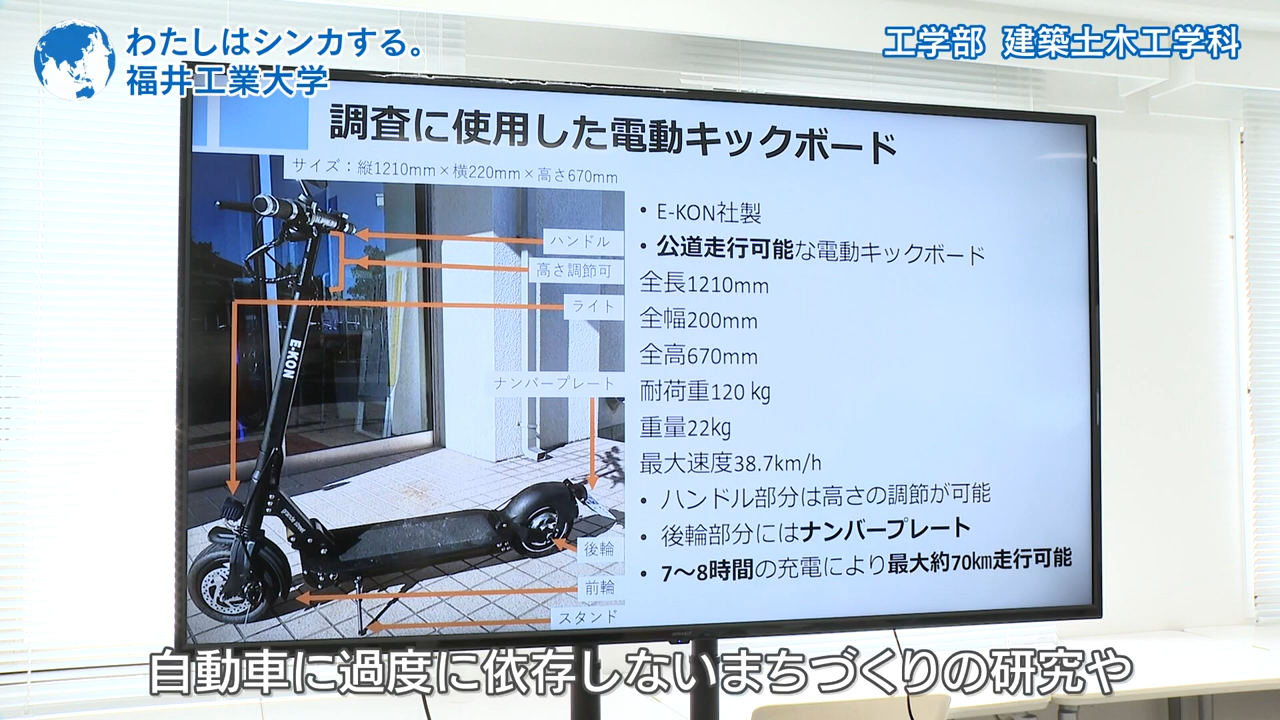 わたしはシンカする。
福井工業大学
工学部 建築土木工学科
調査に使用した電動キックボード
サイズ：縦1210mm×横220mm×高さ670mm
ハンドル
高さ調節可
ライト
E-KON
ナンバープレート
後輪
前輪
スタンド
• E-KON社製
• 公道走行可能な電動キックボード
全長1210mm
全幅200mm
全高670mm
耐荷重120 kg
重量22kg
最大速度38.7km/h
• ハンドル部分は高さの調節が可能
• 後輪部分にはナンバープレート
• 7～8時間の充電により最大約70㎞走行可能
自動車に過度に依存しないまちづくりの研究や